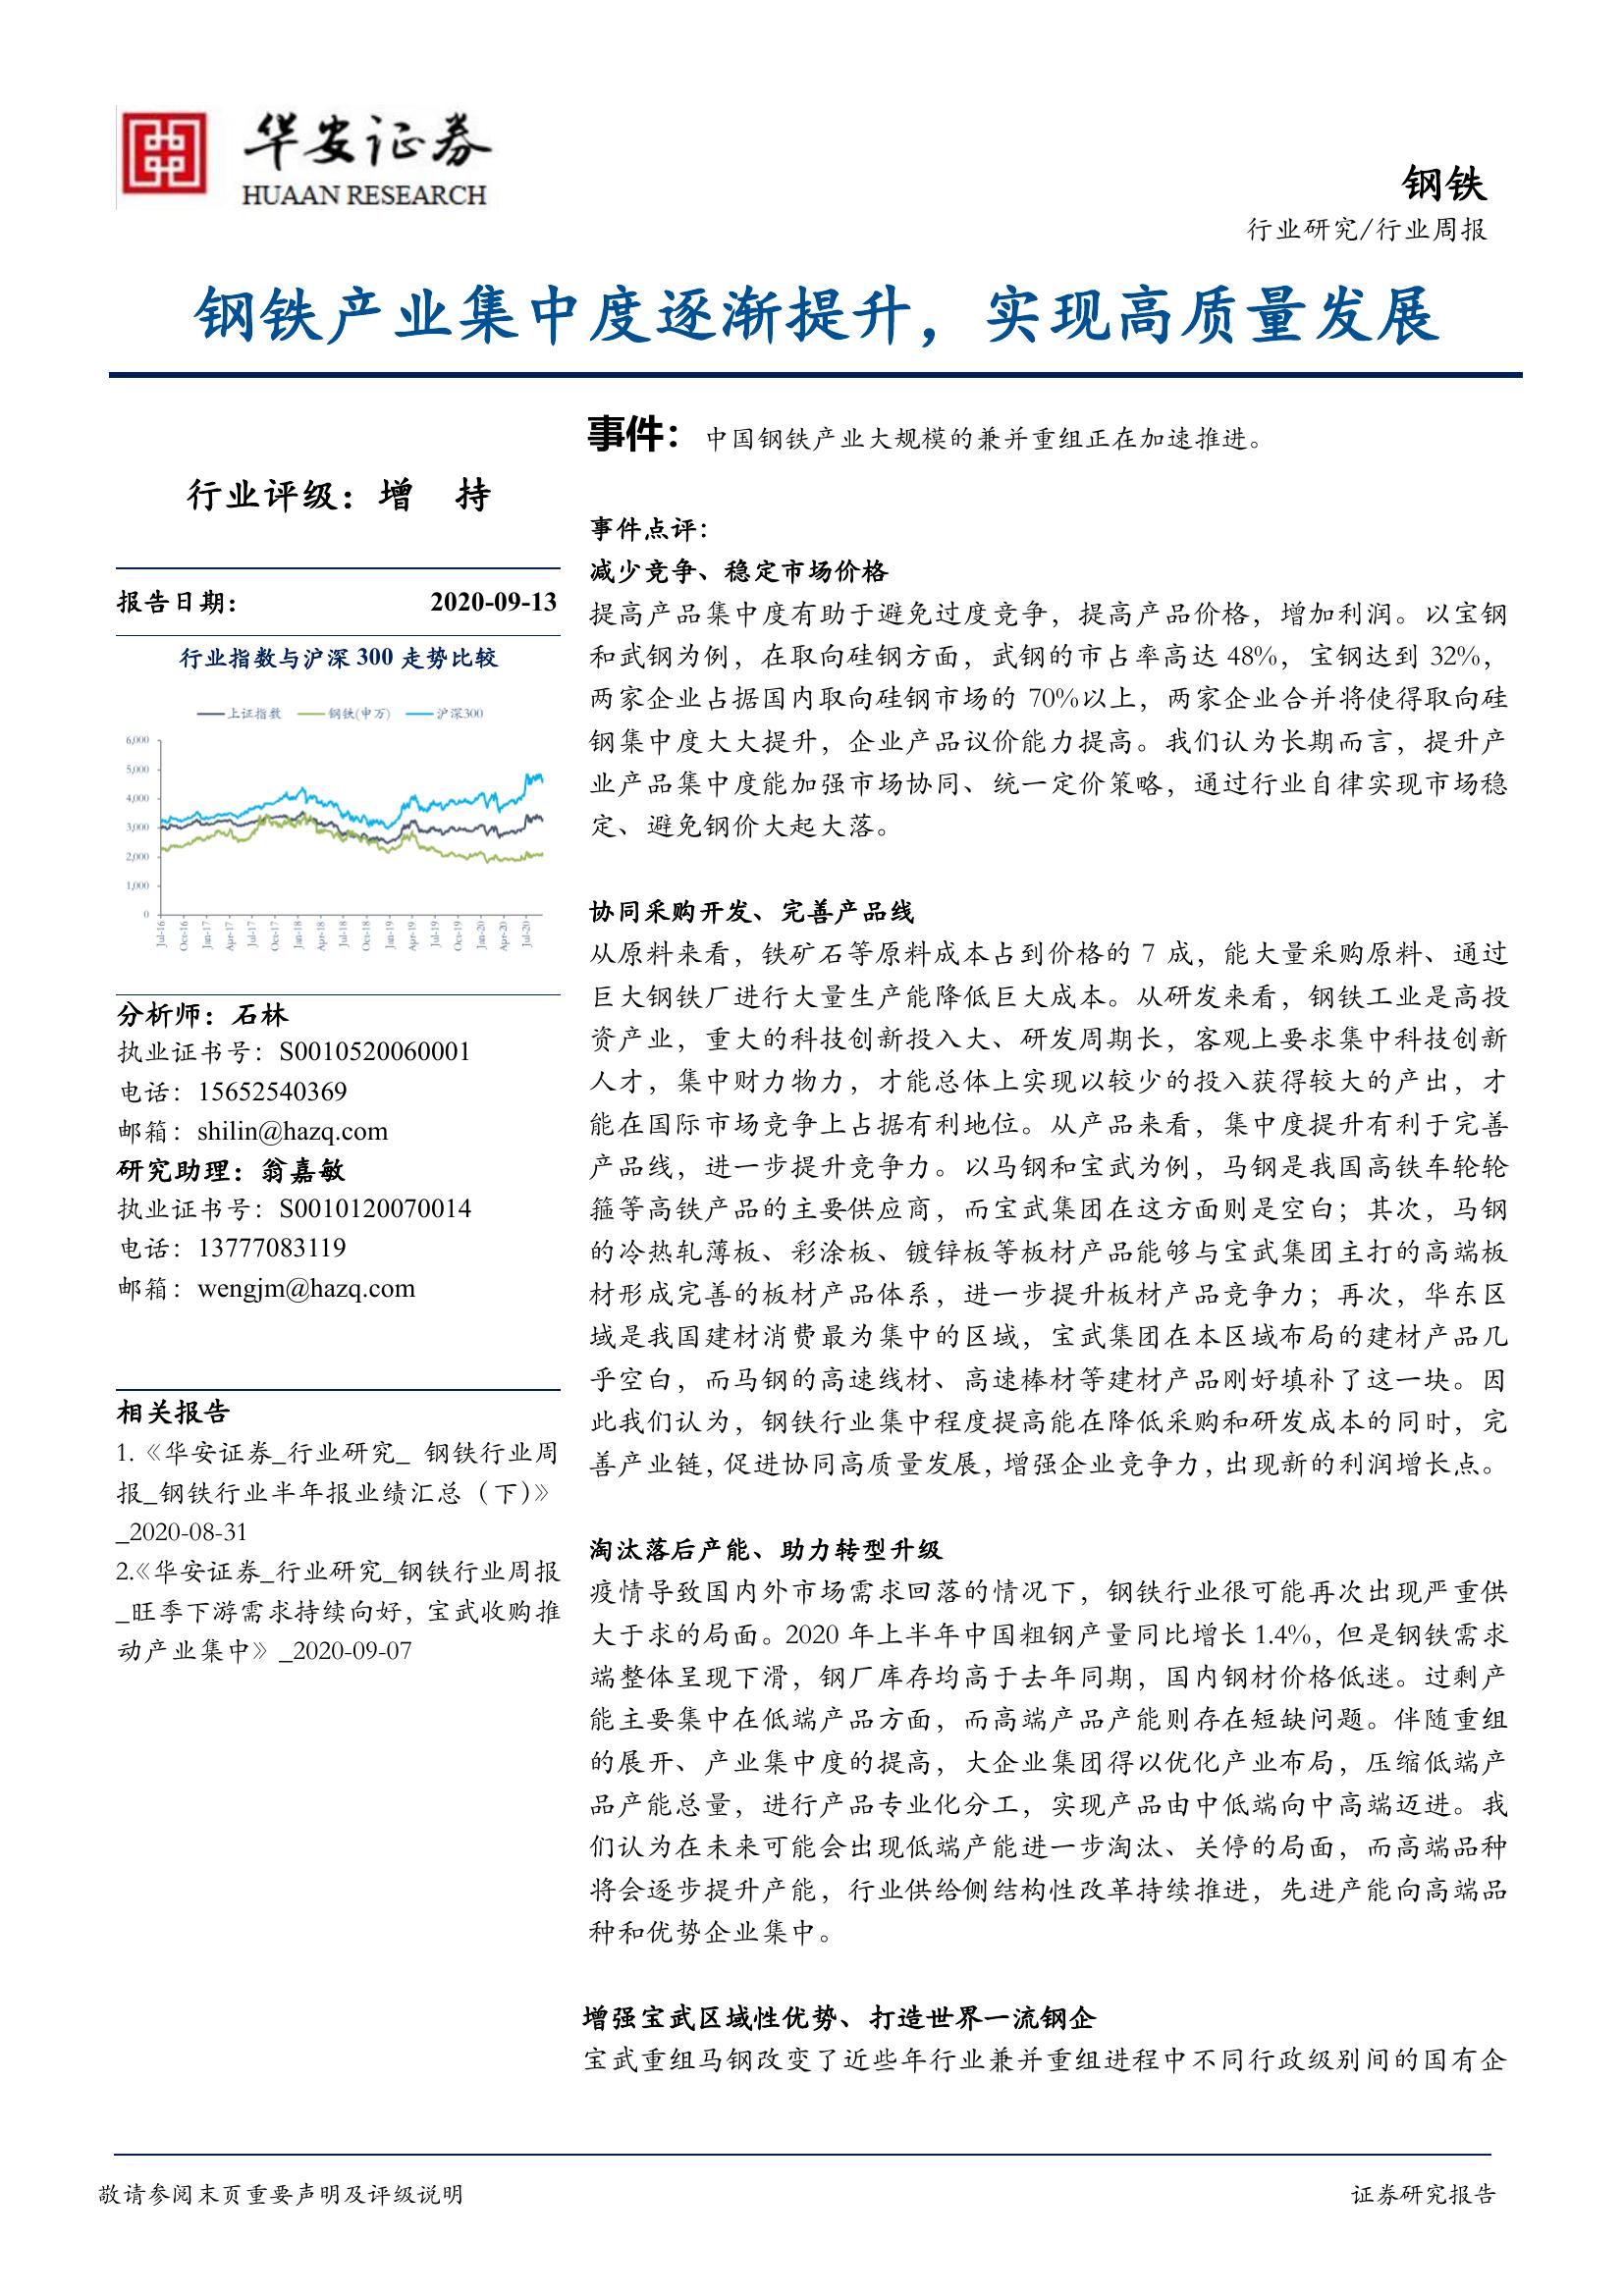 华安证券
HUAAN RESEARCH
钢铁
行业研究/行业周报
钢铁产业集中度逐渐提升，实现高质量发展
行业评级：增 持
报告日期： 2020-09-13
行业指数与沪深 300 走势比较
上证指数 钢铁(申万) 沪深300
6,000
5,000
4,000
3,000
2,000
1,000
0
Jul-16 Oct-16 Jan-17 Apr-17 Jul-17 Oct-17 Jan-18 Apr-18 Jul-18 Oct-18 Jan-19 Apr-19 Jul-19 Oct-19 Jan-20 Apr-20 Jul-20
分析师：石林
执业证书号：S0010520060001
电话：15652540369
邮箱：shilin@hazq.com
研究助理：翁嘉敏
执业证书号：S0010120070014
电话：13777083119
邮箱：wengjm@hazq.com
相关报告
1.《华安证券_行业研究_ 钢铁行业周
报_钢铁行业半年报业绩汇总（下）》
_2020-08-31
2.《华安证券_行业研究_钢铁行业周报
_旺季下游需求持续向好，宝武收购推
动产业集中》_2020-09-07
事件：中国钢铁产业大规模的兼并重组正在加速推进。
事件点评：
减少竞争、稳定市场价格
提高产品集中度有助于避免过度竞争，提高产品价格，增加利润。以宝钢
和武钢为例，在取向硅钢方面，武钢的市占率高达 48%，宝钢达到 32%，
两家企业占据国内取向硅钢市场的 70%以上，两家企业合并将使得取向硅
钢集中度大大提升，企业产品议价能力提高。我们认为长期而言，提升产
业产品集中度能加强市场协同、统一定价策略，通过行业自律实现市场稳
定、避免钢价大起大落。
协同采购开发、完善产品线
从原料来看，铁矿石等原料成本占到价格的 7 成，能大量采购原料、通过
巨大钢铁厂进行大量生产能降低巨大成本。从研发来看，钢铁工业是高投
资产业，重大的科技创新投入大、研发周期长，客观上要求集中科技创新
人才，集中财力物力，才能总体上实现以较少的投入获得较大的产出，才
能在国际市场竞争上占据有利地位。从产品来看，集中度提升有利于完善
产品线，进一步提升竞争力。以马钢和宝武为例，马钢是我国高铁车轮轮
箍等高铁产品的主要供应商，而宝武集团在这方面则是空白；其次，马钢
的冷热轧薄板、彩涂板、镀锌板等板材产品能够与宝武集团主打的高端板
材形成完善的板材产品体系，进一步提升板材产品竞争力；再次，华东区
域是我国建材消费最为集中的区域，宝武集团在本区域布局的建材产品几
乎空白，而马钢的高速线材、高速棒材等建材产品刚好填补了这一块。因
此我们认为，钢铁行业集中程度提高能在降低采购和研发成本的同时，完
善产业链，促进协同高质量发展，增强企业竞争力，出现新的利润增长点。
淘汰落后产能、助力转型升级
疫情导致国内外市场需求回落的情况下，钢铁行业很可能再次出现严重供
大于求的局面。2020 年上半年中国粗钢产量同比增长 1.4%，但是钢铁需求
端整体呈现下滑，钢厂库存均高于去年同期，国内钢材价格低迷。过剩产
能主要集中在低端产品方面，而高端产品产能则存在短缺问题。伴随重组
的展开、产业集中度的提高，大企业集团得以优化产业布局，压缩低端产
品产能总量，进行产品专业化分工，实现产品由中低端向中高端迈进。我
们认为在未来可能会出现低端产能进一步淘汰、关停的局面，而高端品种
将会逐步提升产能，行业供给侧结构性改革持续推进，先进产能向高端品
种和优势企业集中。
增强宝武区域性优势、打造世界一流钢企
宝武重组马钢改变了近些年行业兼并重组进程中不同行政级别间的国有企
敬请参阅末页重要声明及评级说明 证券研究报告